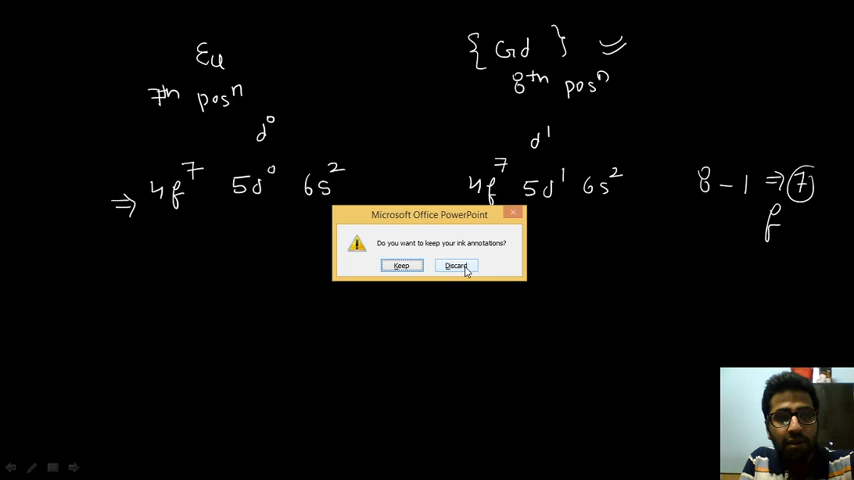 Eu
7th posⁿ
d⁰
⇒ 4f⁷ 5d⁰ 6s²
{ Gd }
8th posⁿ
d¹
4f⁷ 5d¹ 6s²
8 - 1 ⇒ 7
f
Microsoft Office PowerPoint
Do you want to keep your ink annotations?
Keep
Discard